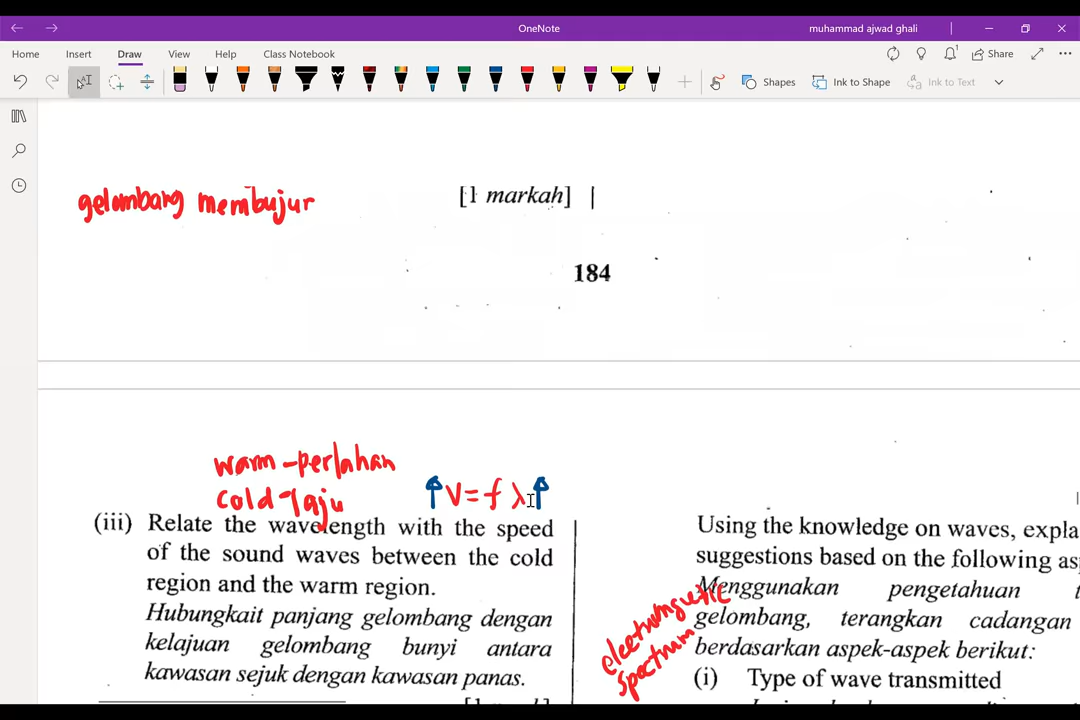 OneNote
muhammad ajwad ghali
Home Insert Draw View Help Class Notebook
Share
Shapes Ink to Shape Ink to Text
gelombang membujur
[1 markah]
184
warm - perlahan
cold - laju
↑ V = f λ ↑
(iii) Relate the wavelength with the speed
of the sound waves between the cold
region and the warm region.
Hubungkait panjang gelombang dengan
kelajuan gelombang bunyi antara
kawasan sejuk dengan kawasan panas.
Using the knowledge on waves, expla
suggestions based on the following as
Menggunakan pengetahuan
gelombang, terangkan cadangan
berdasarkan aspek-aspek berikut:
(i) Type of wave transmitted
spectrum